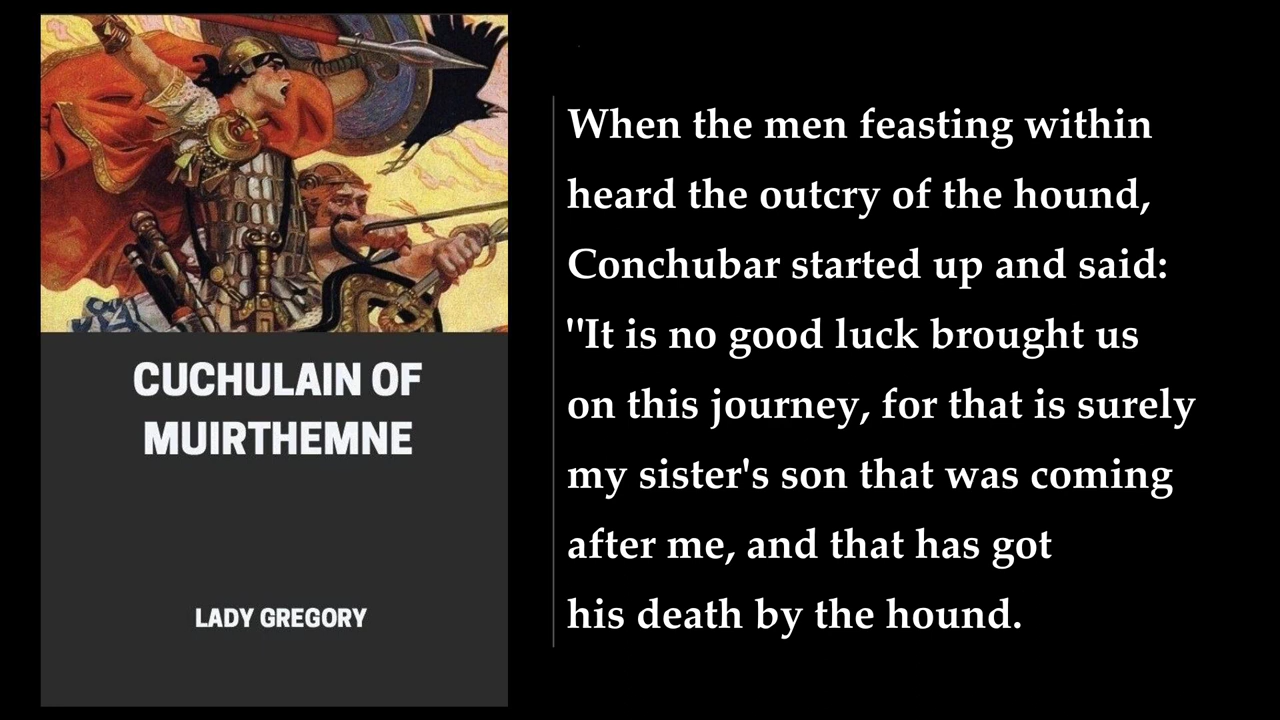 CUCHULAIN OF
MUIRTHEMNE
LADY GREGORY
When the men feasting within
heard the outcry of the hound,
Conchubar started up and said:
"It is no good luck brought us
on this journey, for that is surely
my sister's son that was coming
after me, and that has got
his death by the hound.